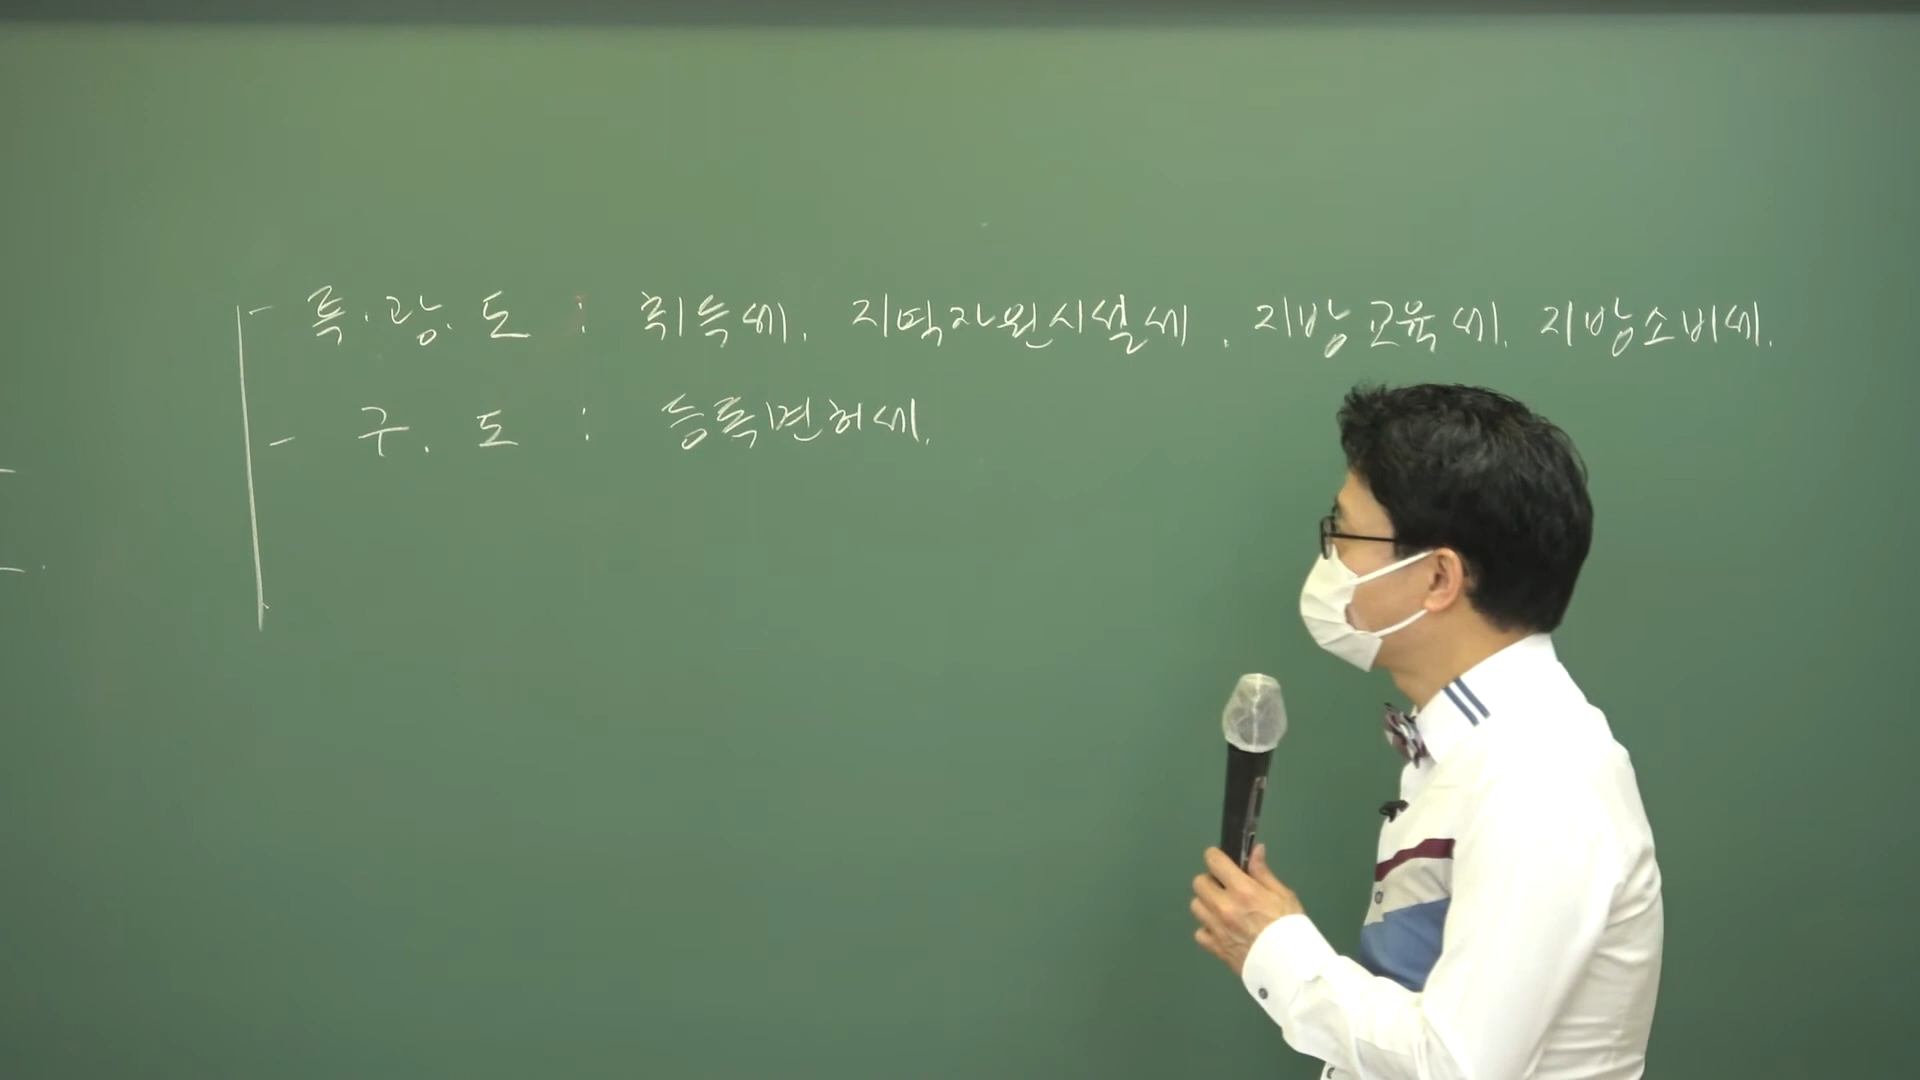 - 특.광.도 : 취득세. 지역자원시설세. 지방교육세. 지방소비세.
- 구.도 : 등록면허세.